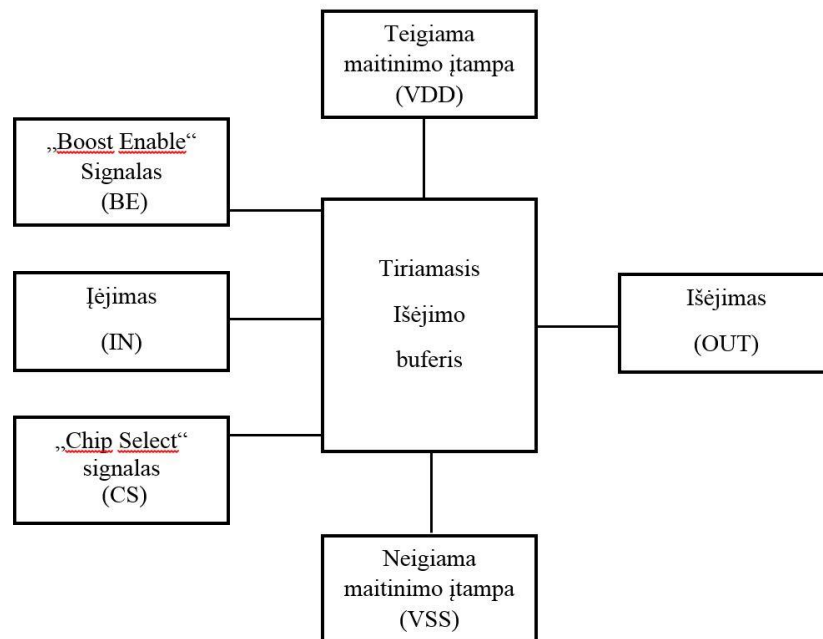 Teigiama
maitinimo įtampa
(VDD)
„Boost Enable“
Signalas
(BE)
Tiriamasis
Išėjimo
buferis
Įėjimas
(IN)
Išėjimas
(OUT)
„Chip Select“
signalas
(CS)
Neigiama
maitinimo įtampa
(VSS)